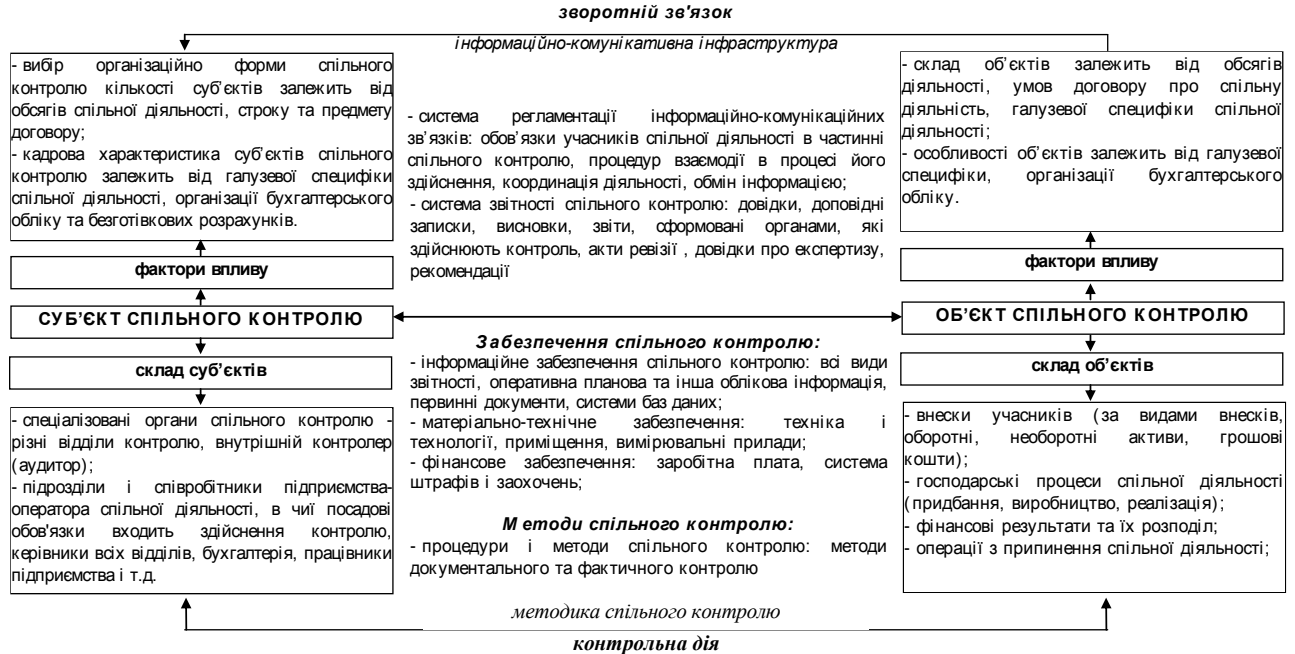 зворотній зв'язок
інформаційно-комунікативна інфраструктура
- вибір організаційно форми спільного
контролю кількості суб'єктів залежить від
обсягів спільної діяльності, строку та предмету
договору;
- кадрова характеристика суб'єктів спільного
контролю залежить від галузевої специфіки
спільної діяльності, організації бухгалтерського
обліку та безготівкових розрахунків.
фактори впливу
СУБ'ЄКТ СПІЛЬНОГО КОНТРОЛЮ
склад суб'єктів
- спеціалізовані органи спільного контролю -
різні відділи контролю, внутрішній контролер
(аудитор);
- підрозділи і співробітники підприємства-
оператора спільної діяльності, в чиї посадові
обов'язки входить здійснення контролю,
керівники всіх відділів, бухгалтерія, працівники
підприємства і т.д.
- система регламентації інформаційно-комунікаційних
зв'язків: обов'язки учасників спільної діяльності в частинні
спільного контролю, процедур взаємодії в процесі його
здійснення, координація діяльності, обмін інформацією;
- система звітності спільного контролю: довідки, доповідні
записки, висновки, звіти, сформовані органами, які
здійснюють контроль, акти ревізії , довідки про експертизу,
рекомендації
Забезпечення спільного контролю:
- інформаційне забезпечення спільного контролю: всі види
звітності, оперативна планова та інша облікова інформація,
первинні документи, системи баз даних;
- матеріально-технічне забезпечення: техніка і
технології, приміщення, вимірювальні прилади;
- фінансове забезпечення: заробітна плата, система
штрафів і заохочень;
Методи спільного контролю:
- процедури і методи спільного контролю: методи
документального та фактичного контролю
- склад об'єктів залежить від обсягів
діяльності, умов договору про спільну
діяльність, галузевої специфіки спільної
діяльності;
- особливості об'єктів залежить від галузевої
специфіки, організації бухгалтерського
обліку.
фактори впливу
ОБ'ЄКТ СПІЛЬНОГО КОНТРОЛЮ
склад об'єктів
- внески учасників (за видами внесків,
оборотні, необоротні активи, грошові
кошти);
- господарські процеси спільної діяльності
(придбання, виробництво, реалізація);
- фінансові результати та їх розподіл;
- операції з припинення спільної діяльності;
методика спільного контролю
контрольна дія